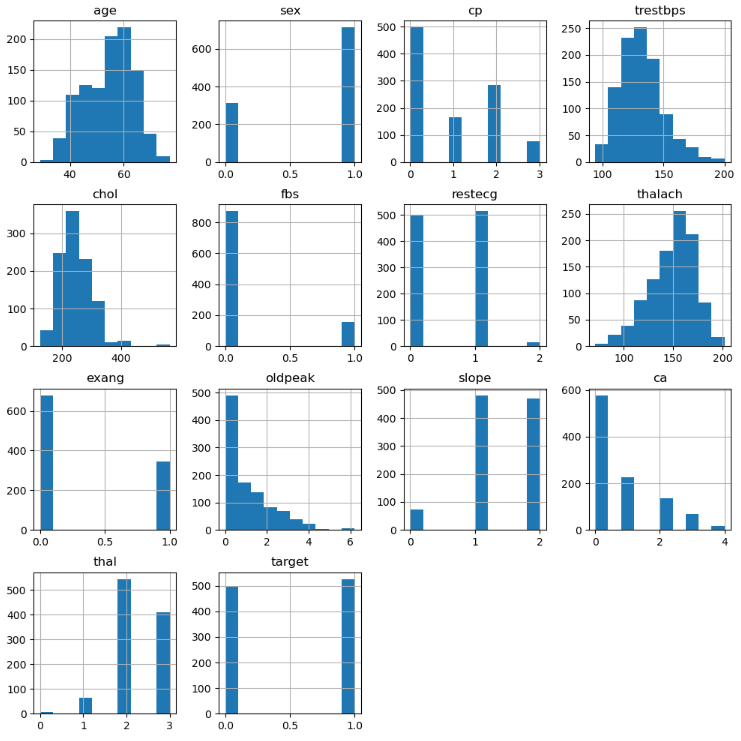 age sex cp trestbps
200 150 100 50 0 40 60
600 400 200 0 0.0 0.5 1.0
500 400 300 200 100 0 0 1 2 3
250 200 150 100 50 0 100 150 200
chol fbs restecg thalach
300 200 100 0 200 400
800 600 400 200 0 0.0 0.5 1.0
500 400 300 200 100 0 0 1 2
250 200 150 100 50 0 100 150 200
exang oldpeak slope ca
600 400 200 0 0.0 0.5 1.0
500 400 300 200 100 0 0 2 4 6
500 400 300 200 100 0 0 1 2
600 400 200 0 0 2 4
thal target
500 400 300 200 100 0 0 1 2 3
500 400 300 200 100 0 0.0 0.5 1.0